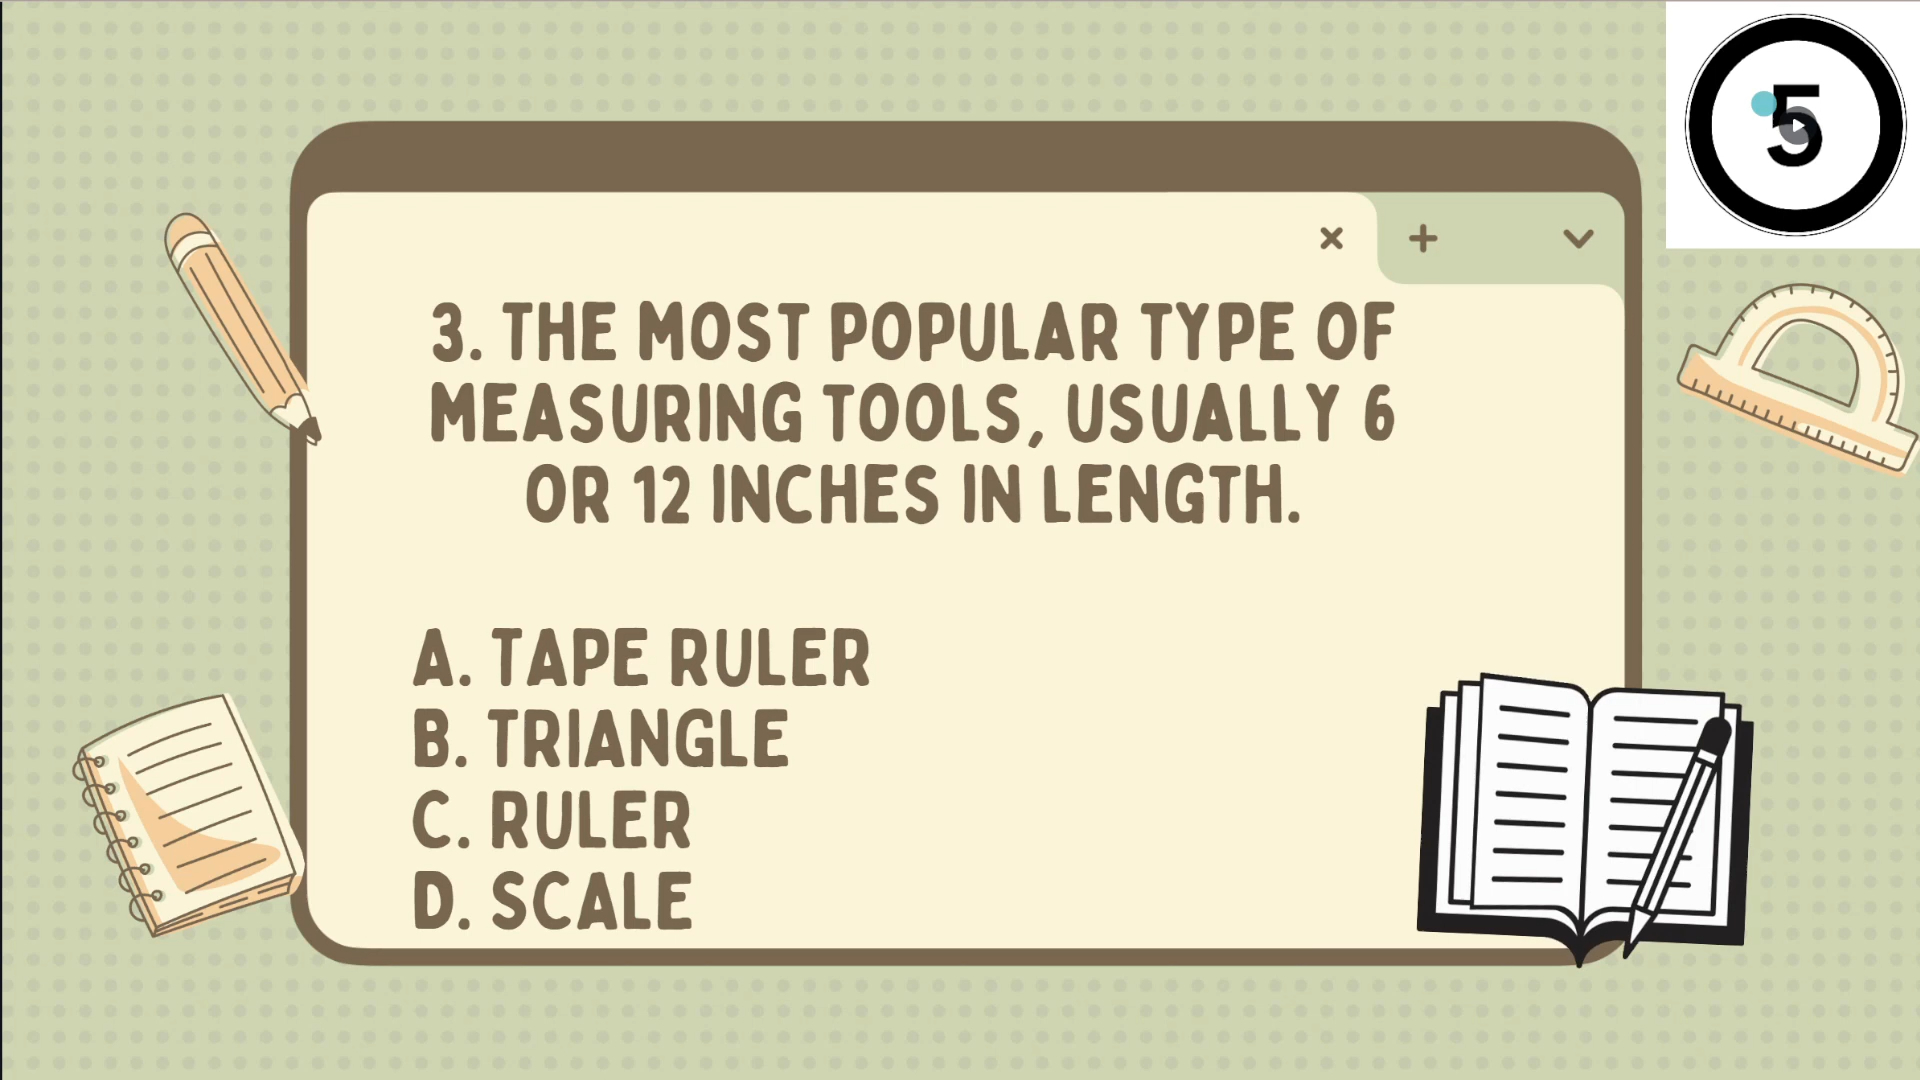 5
3. THE MOST POPULAR TYPE OF
MEASURING TOOLS, USUALLY 6
OR 12 INCHES IN LENGTH.
A. TAPE RULER
B. TRIANGLE
C. RULER
D. SCALE